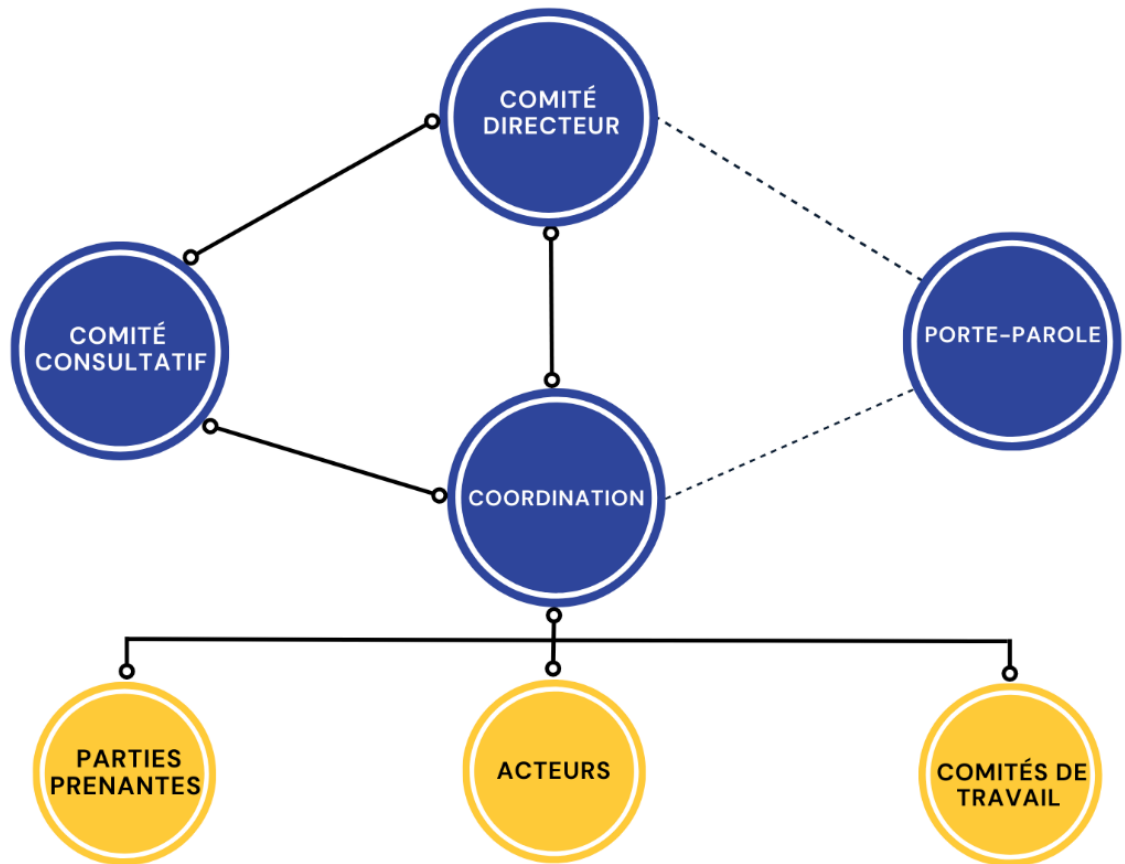 COMITÉ
DIRECTEUR
COMITÉ
CONSULTATIF
PORTE-PAROLE
COORDINATION
PARTIES
PRENANTES
ACTEURS
COMITÉS DE
TRAVAIL